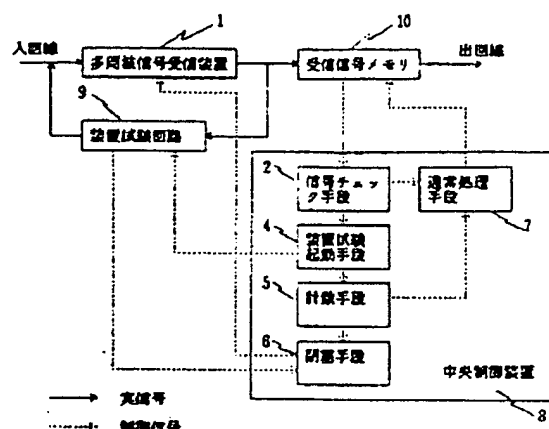 1
10
入回線
多周波信号受信装置
受信信号メモリ
出回線
9
装置試験回路
2
信号チェッ
ク手段
通常処理
手段
7
4
装置試験
起動手段
5
計数手段
6
閉塞手段
中央制御装置
8
実信号
制御信号